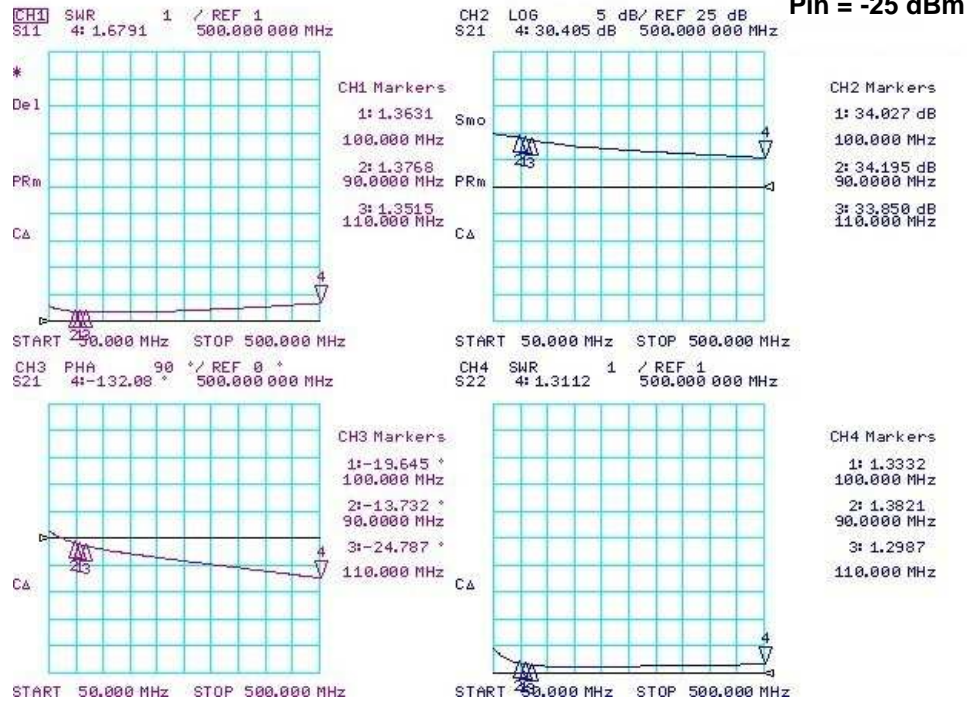 Pin = -25 dBm
CH1 SWR 1 / REF 1
S11 4: 1.6791 500.000 000 MHz
*
Del
PRm
CΔ
CH1 Markers
1: 1.3631
100.000 MHz
2: 1.3768
90.0000 MHz
3: 1.3515
110.000 MHz
4
213
START 50.000 MHz STOP 500.000 MHz
CH2 LOG 5 dB/ REF 25 dB
S21 4: 30.405 dB 500.000 000 MHz
Smo
PRm
CΔ
CH2 Markers
1: 34.027 dB
100.000 MHz
2: 34.195 dB
90.0000 MHz
3: 33.850 dB
110.000 MHz
4
213
START 50.000 MHz STOP 500.000 MHz
CH3 PHA 90 °/ REF 0 °
S21 4:-132.08 ° 500.000 000 MHz
CΔ
CH3 Markers
1:-19.645 °
100.000 MHz
2:-13.732 °
90.0000 MHz
3:-24.787 °
110.000 MHz
4
213
START 50.000 MHz STOP 500.000 MHz
CH4 SWR 1 / REF 1
S22 4: 1.3112 500.000 000 MHz
CΔ
CH4 Markers
1: 1.3332
100.000 MHz
2: 1.3821
90.0000 MHz
3: 1.2987
110.000 MHz
4
213
START 50.000 MHz STOP 500.000 MHz